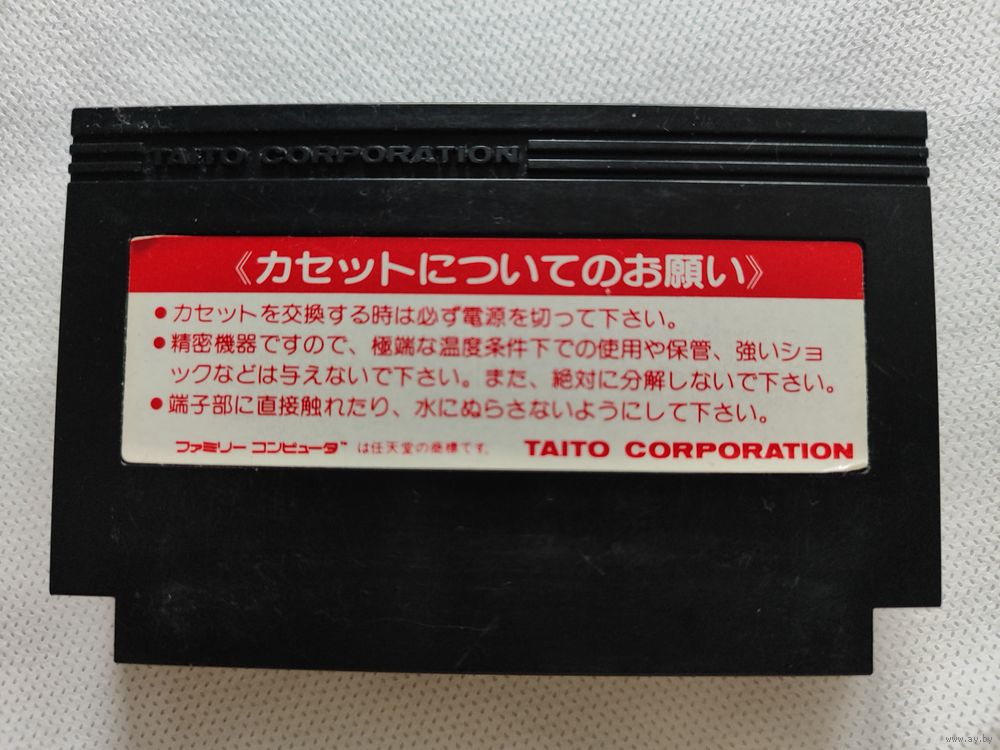 TAITO CORPORATION
《カセットについてのお願い》
●カセットを交換する時は必ず電源を切って下さい。
●精密機器ですので、極端な温度条件下での使用や保管、強いショ
ックなどは与えないで下さい。また、絶対に分解しないで下さい。
●端子部に直接触れたり、水にぬらさないようにして下さい。
ファミリーコンピュータ™ は任天堂の商標です。 TAITO CORPORATION
www.ay.by